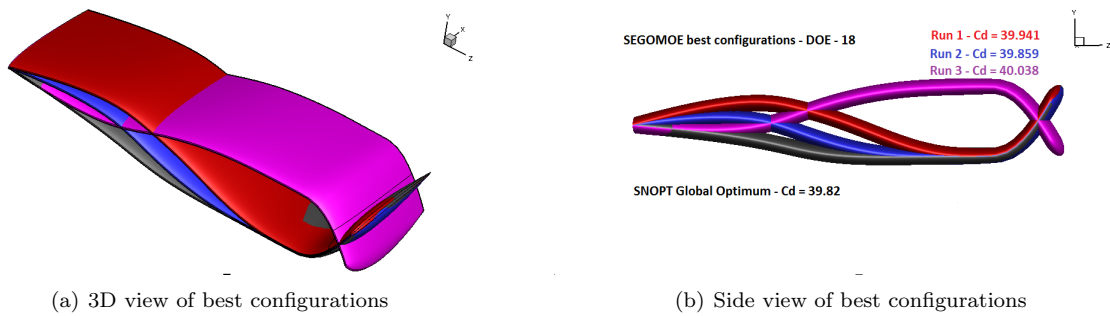 Y
X
Z
SEGOMOE best configurations - DOE - 18
Run 1 - Cd = 39.941
Run 2 - Cd = 39.859
Run 3 - Cd = 40.038
Y
Z
SNOPT Global Optimum - Cd = 39.82
(a) 3D view of best configurations
(b) Side view of best configurations